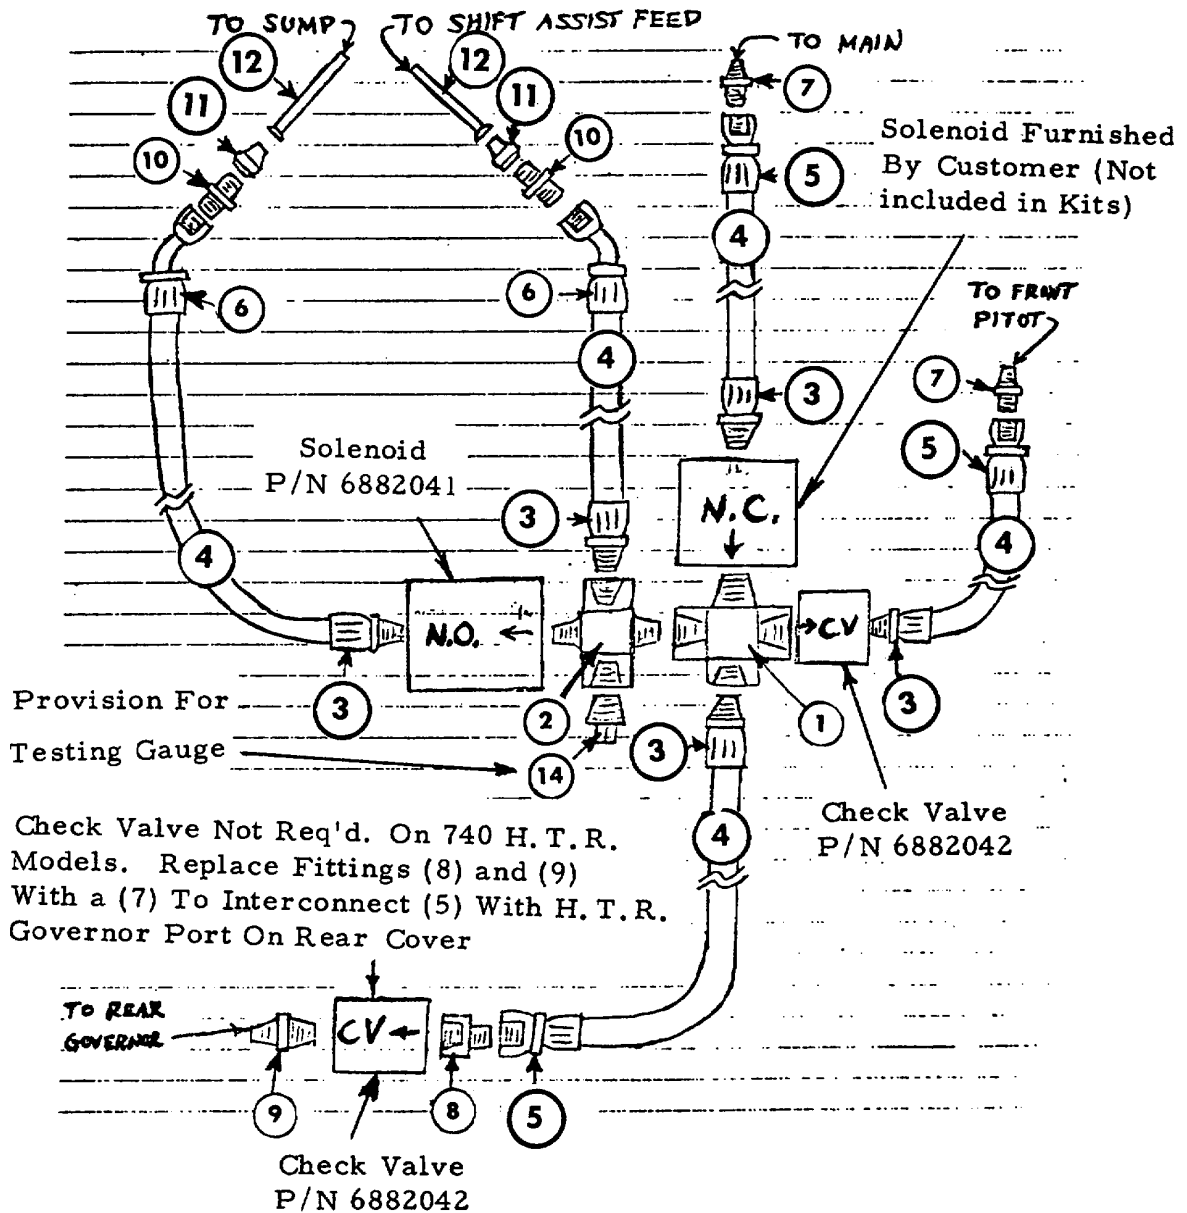 TO SUMP
TO SHIFT ASSIST FEED
TO MAIN
12
12
7
11
11
10
10
Solenoid Furnished
By Customer (Not
included in Kits)
5
4
6
6
TO FRONT
PITOT
4
7
3
5
Solenoid
P/N 6882041
3
N.C.
4
4
N.O.
CV
3
2
3
1
3
Provision For
Testing Gauge
14
Check Valve
P/N 6882042
4
Check Valve Not Req'd. On 740 H.T.R.
Models. Replace Fittings (8) and (9)
With a (7) To Interconnect (5) With H.T.R.
Governor Port On Rear Cover
TO REAR
GOVERNOR
CV
9
8
5
Check Valve
P/N 6882042